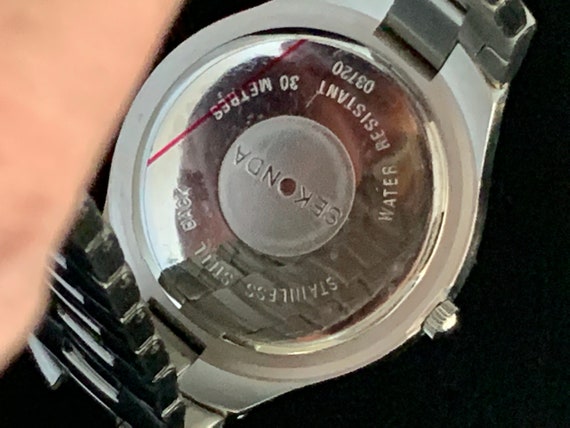 SEKONDA
WATER RESISTANT
30 METRES
03720
STAINLESS STEEL BACK